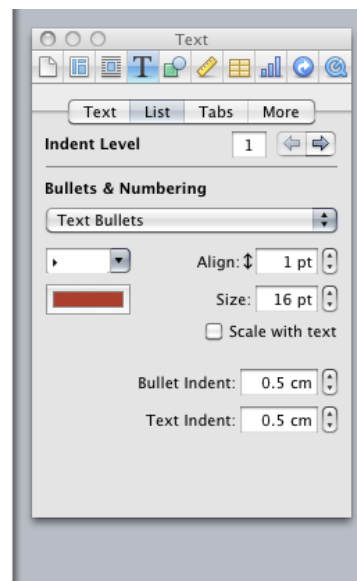 Text
T
Text List Tabs More
Indent Level 1
Bullets & Numbering
Text Bullets
Align: 1 pt
Size: 16 pt
Scale with text
Bullet Indent: 0.5 cm
Text Indent: 0.5 cm